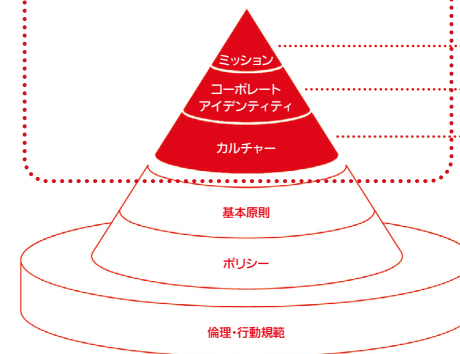 ミッション
コーポレート
アイデンティティ
カルチャー
基本原則
ポリシー
倫理・行動規範